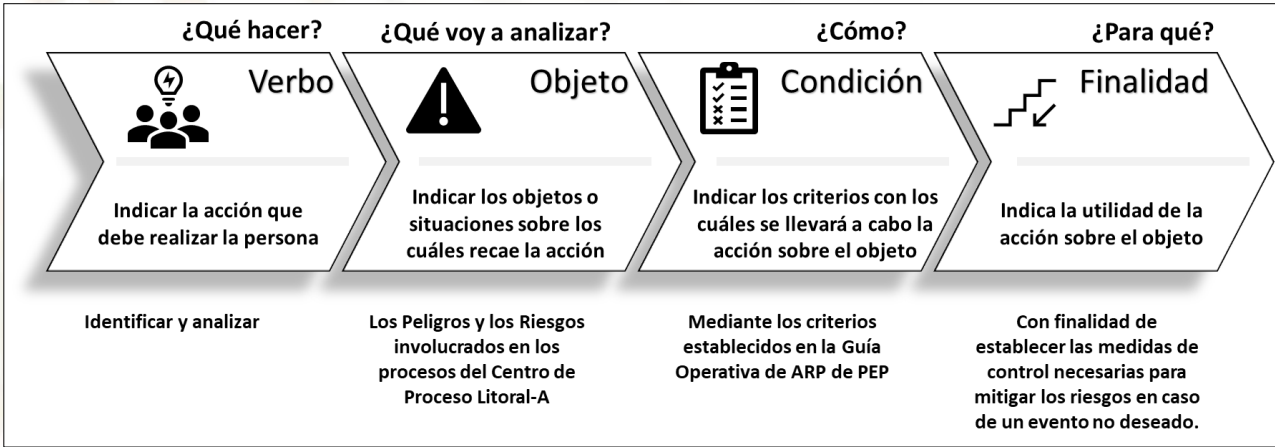 ¿Qué hacer?
Verbo
Indicar la acción que
debe realizar la persona
Identificar y analizar
¿Qué voy a analizar?
Objeto
Indicar los objetos o
situaciones sobre los
cuáles recae la acción
Los Peligros y los Riesgos
involucrados en los
procesos del Centro de
Proceso Litoral-A
¿Cómo?
Condición
Indicar los criterios con los
cuáles se llevará a cabo la
acción sobre el objeto
Mediante los criterios
establecidos en la Guía
Operativa de ARP de PEP
¿Para qué?
Finalidad
Indica la utilidad de la
acción sobre el objeto
Con finalidad de
establecer las medidas de
control necesarias para
mitigar los riesgos en caso
de un evento no deseado.